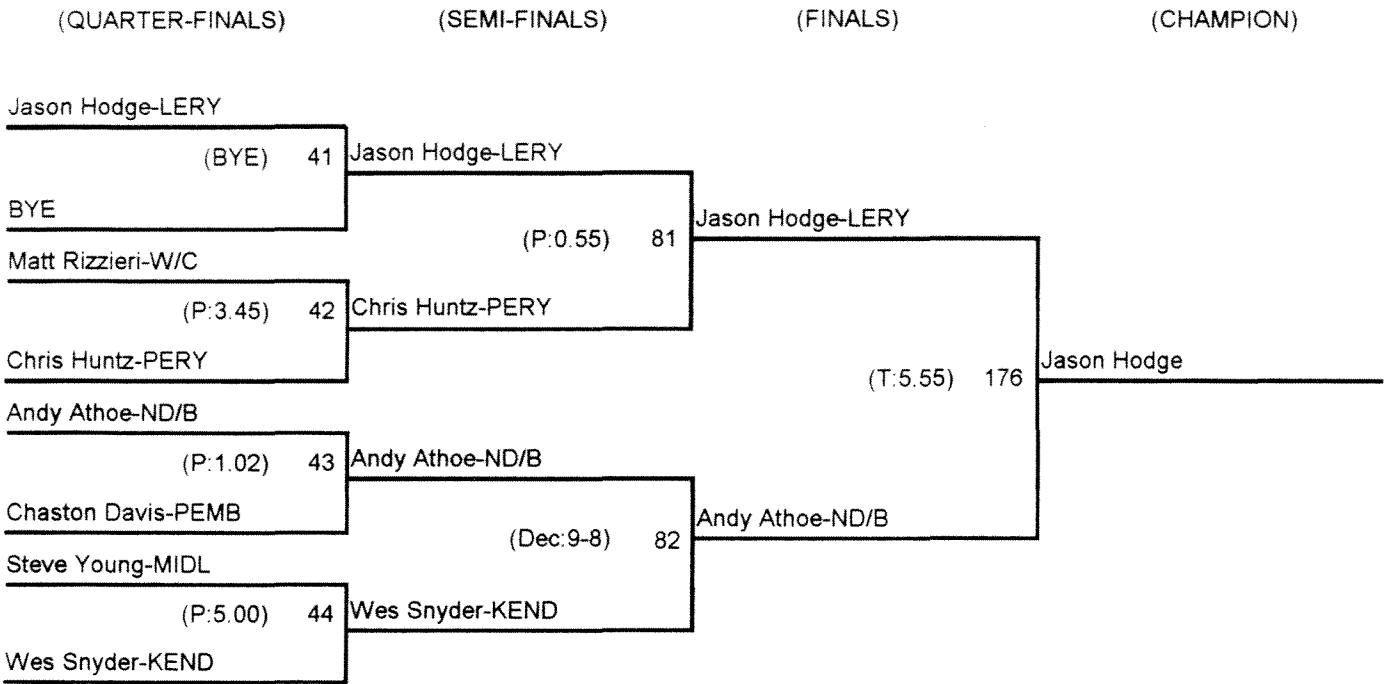 (QUARTER-FINALS) (SEMI-FINALS) (FINALS) (CHAMPION)
Jason Hodge-LERY
(BYE) 41 Jason Hodge-LERY
BYE
Jason Hodge-LERY
(P:0.55) 81
Matt Rizzieri-W/C
(P:3.45) 42 Chris Huntz-PERY
Chris Huntz-PERY
(T:5.55) 176 Jason Hodge
Andy Athoe-ND/B
(P:1.02) 43 Andy Athoe-ND/B
Chaston Davis-PEMB
Andy Athoe-ND/B
(Dec:9-8) 82
Steve Young-MIDL
(P:5.00) 44 Wes Snyder-KEND
Wes Snyder-KEND